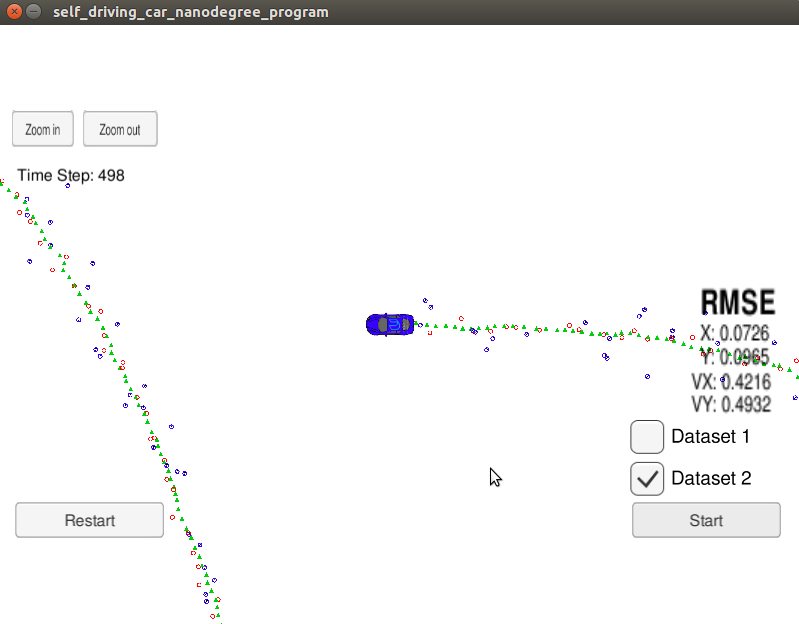 self_driving_car_nanodegree_program
Zoom in
Zoom out
Time Step: 498
RMSE
X: 0.0726
Y: 0.0965
VX: 0.4216
VY: 0.4932
Dataset 1
Dataset 2
Restart
Start